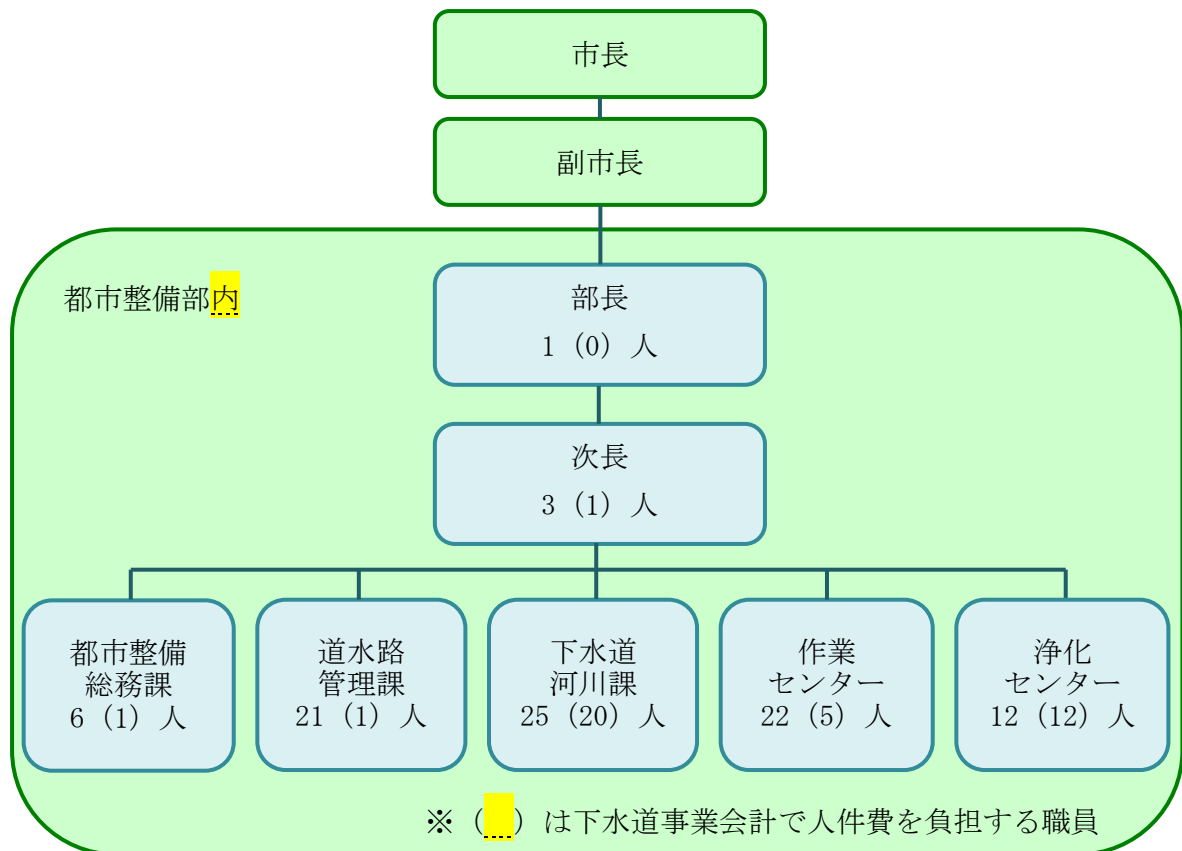 市長
副市長
都市整備部内
部長
1（0）人
次長
3（1）人
都市整備
総務課
6（1）人
道水路
管理課
21（1）人
下水道
河川課
25（20）人
作業
センター
22（5）人
浄化
センター
12（12）人
※（ ）は下水道事業会計で人件費を負担する職員